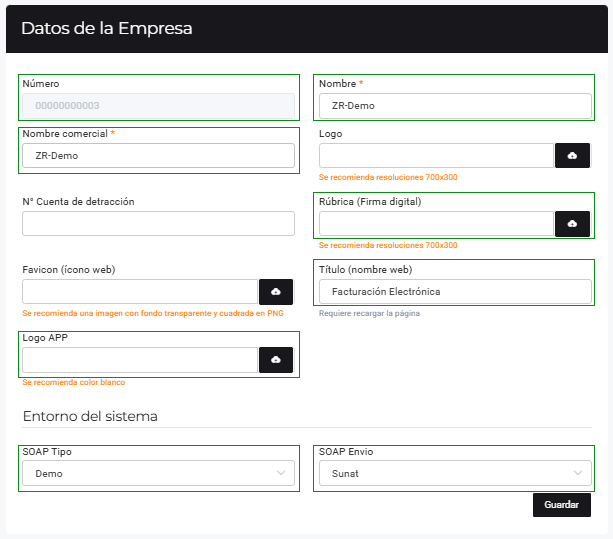 Datos de la Empresa
Número
Nombre *
00000000003
ZR-Demo
Nombre comercial *
Logo
ZR-Demo
Se recomienda resoluciones 700x300
N° Cuenta de detracción
Rúbrica (Firma digital)
Se recomienda resoluciones 700x300
Favicon (ícono web)
Título (nombre web)
Facturación Electrónica
Se recomienda una imagen con fondo transparente y cuadrada en PNG
Requiere recargar la página
Logo APP
Se recomienda color blanco
Entorno del sistema
SOAP Tipo
SOAP Envio
Demo
Sunat
Guardar